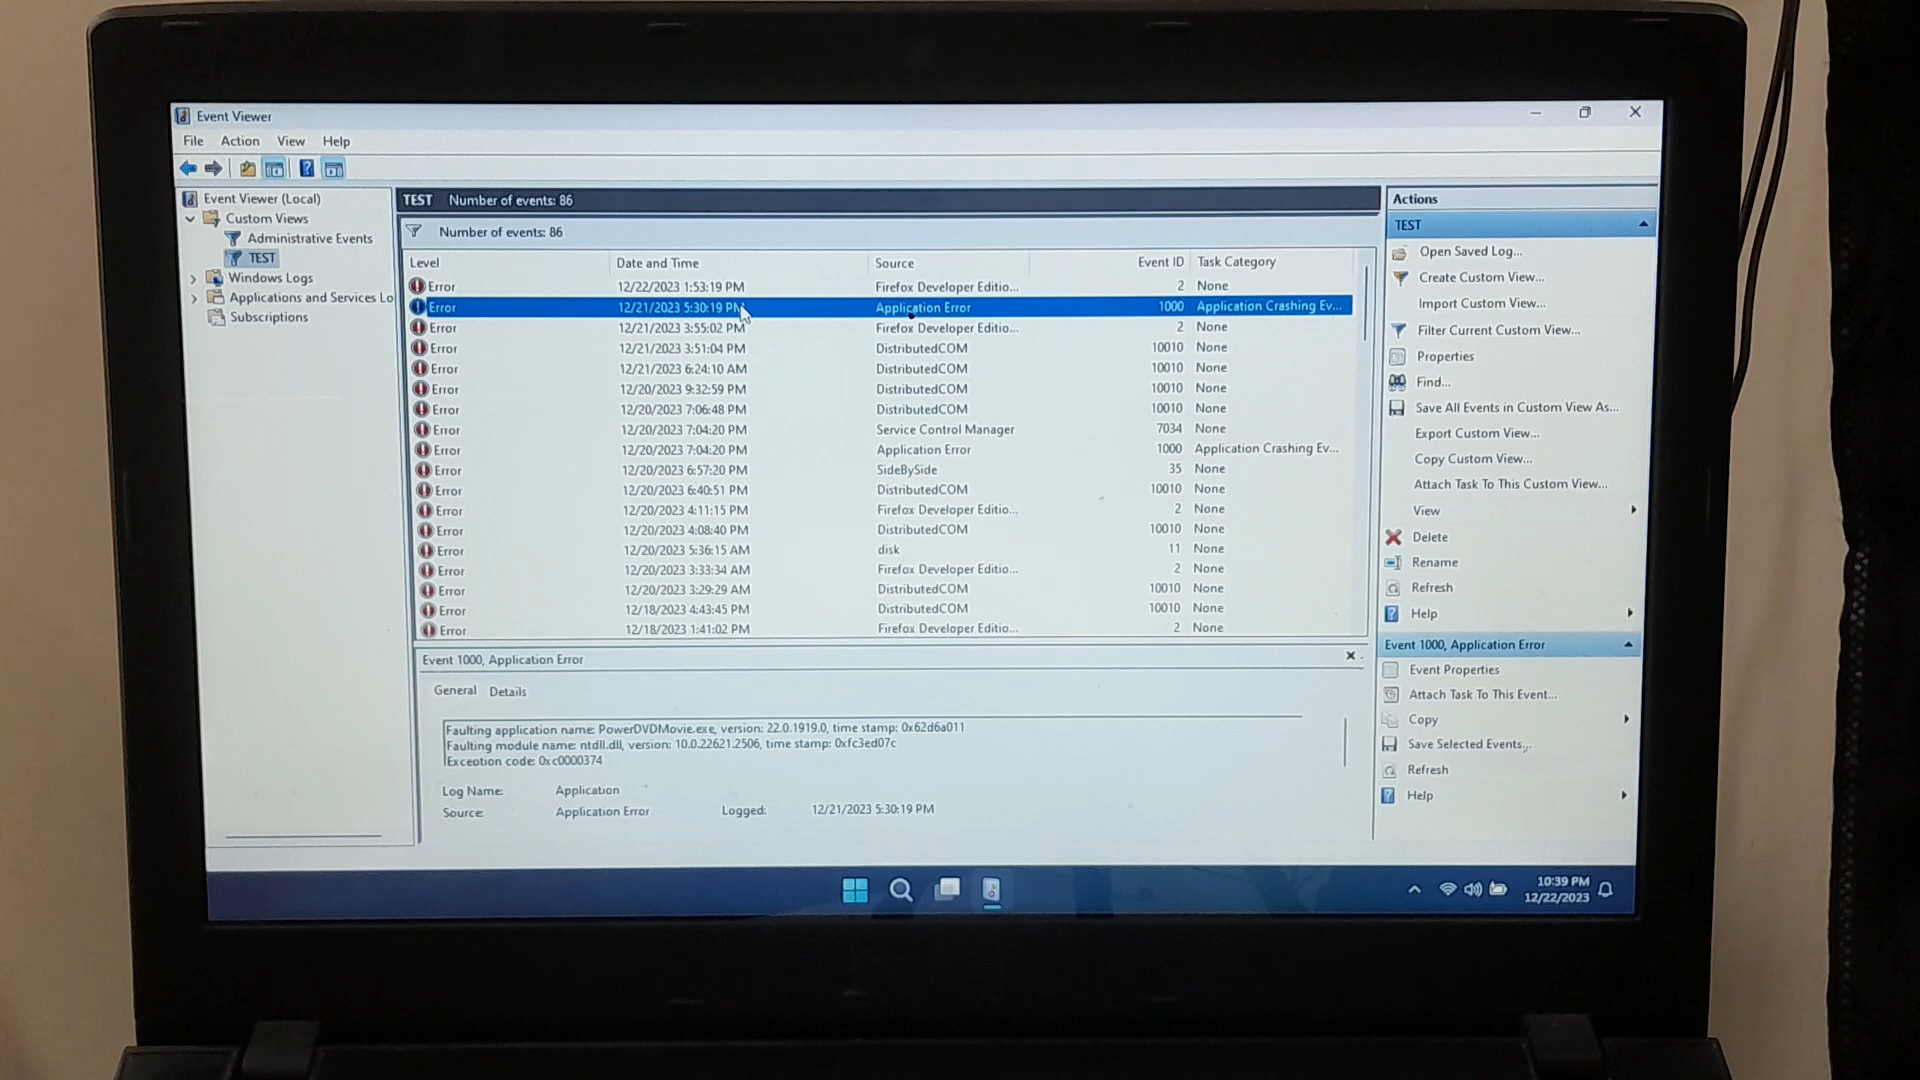 Event Viewer
File Action View Help
Event Viewer (Local)
Custom Views
Administrative Events
TEST
Windows Logs
Applications and Services Lo
Subscriptions
TEST Number of events: 86
Number of events: 86
Level Date and Time Source Event ID Task Category
Error 12/22/2023 1:53:19 PM Firefox Developer Editio... 2 None
Error 12/21/2023 5:30:19 PM Application Error 1000 Application Crashing Ev...
Error 12/21/2023 3:55:02 PM Firefox Developer Editio... 2 None
Error 12/21/2023 3:51:04 PM DistributedCOM 10010 None
Error 12/21/2023 6:24:10 AM DistributedCOM 10010 None
Error 12/20/2023 9:32:59 PM DistributedCOM 10010 None
Error 12/20/2023 7:06:48 PM DistributedCOM 10010 None
Error 12/20/2023 7:04:20 PM Service Control Manager 7034 None
Error 12/20/2023 7:04:20 PM Application Error 1000 Application Crashing Ev...
Error 12/20/2023 6:57:20 PM SideBySide 35 None
Error 12/20/2023 6:40:51 PM DistributedCOM 10010 None
Error 12/20/2023 4:11:15 PM Firefox Developer Editio... 2 None
Error 12/20/2023 4:08:40 PM DistributedCOM 10010 None
Error 12/20/2023 5:36:15 AM disk 11 None
Error 12/20/2023 3:33:34 AM Firefox Developer Editio... 2 None
Error 12/20/2023 3:29:29 AM DistributedCOM 10010 None
Error 12/18/2023 4:43:45 PM DistributedCOM 10010 None
Error 12/18/2023 1:41:02 PM Firefox Developer Editio... 2 None
Event 1000, Application Error
General Details
Faulting application name: PowerDVDMovie.exe, version: 22.0.1919.0, time stamp: 0x62d6a011
Faulting module name: ntdll.dll, version: 10.0.22621.2506, time stamp: 0xfc3ed07c
Exception code: 0xc0000374
Log Name: Application
Source: Application Error Logged: 12/21/2023 5:30:19 PM
Actions
TEST
Open Saved Log...
Create Custom View...
Import Custom View...
Filter Current Custom View...
Properties
Find...
Save All Events in Custom View As...
Export Custom View...
Copy Custom View...
Attach Task To This Custom View...
View
Delete
Rename
Refresh
Help
Event 1000, Application Error
Event Properties
Attach Task To This Event...
Copy
Save Selected Events...
Refresh
Help
10:39 PM
12/22/2023